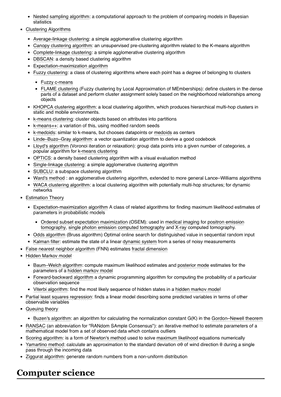 Nested sampling algorithm: a computational approach to the problem of comparing models in Bayesian
statistics
Clustering Algorithms
Average-linkage clustering: a simple agglomerative clustering algorithm
Canopy clustering algorithm: an unsupervised pre-clustering algorithm related to the K-means algorithm
Complete-linkage clustering: a simple agglomerative clustering algorithm
DBSCAN: a density based clustering algorithm
Expectation-maximization algorithm
Fuzzy clustering: a class of clustering algorithms where each point has a degree of belonging to clusters
Fuzzy c-means
FLAME clustering (Fuzzy clustering by Local Approximation of MEmberships): define clusters in the dense
parts of a dataset and perform cluster assignment solely based on the neighborhood relationships among
objects
KHOPCA clustering algorithm: a local clustering algorithm, which produces hierarchical multi-hop clusters in
static and mobile environments.
k-means clustering: cluster objects based on attributes into partitions
k-means++: a variation of this, using modified random seeds
k-medoids: similar to k-means, but chooses datapoints or medoids as centers
Linde–Buzo–Gray algorithm: a vector quantization algorithm to derive a good codebook
Lloyd's algorithm (Voronoi iteration or relaxation): group data points into a given number of categories, a
popular algorithm for k-means clustering
OPTICS: a density based clustering algorithm with a visual evaluation method
Single-linkage clustering: a simple agglomerative clustering algorithm
SUBCLU: a subspace clustering algorithm
Ward's method : an agglomerative clustering algorithm, extended to more general Lance–Williams algorithms
WACA clustering algorithm: a local clustering algorithm with potentially multi-hop structures; for dynamic
networks
Estimation Theory
Expectation-maximization algorithm A class of related algorithms for finding maximum likelihood estimates of
parameters in probabilistic models
Ordered subset expectation maximization (OSEM): used in medical imaging for positron emission
tomography, single photon emission computed tomography and X-ray computed tomography.
Odds algorithm (Bruss algorithm) Optimal online search for distinguished value in sequential random input
Kalman filter: estimate the state of a linear dynamic system from a series of noisy measurements
False nearest neighbor algorithm (FNN) estimates fractal dimension
Hidden Markov model
Baum–Welch algorithm: compute maximum likelihood estimates and posterior mode estimates for the
parameters of a hidden markov model
Forward-backward algorithm a dynamic programming algorithm for computing the probability of a particular
observation sequence
Viterbi algorithm: find the most likely sequence of hidden states in a hidden markov model
Partial least squares regression: finds a linear model describing some predicted variables in terms of other
observable variables
Queuing theory
Buzen's algorithm: an algorithm for calculating the normalization constant G(K) in the Gordon–Newell theorem
RANSAC (an abbreviation for "RANdom SAmple Consensus"): an iterative method to estimate parameters of a
mathematical model from a set of observed data which contains outliers
Scoring algorithm: is a form of Newton's method used to solve maximum likelihood equations numerically
Yamartino method: calculate an approximation to the standard deviation σθ of wind direction θ during a single
pass through the incoming data
Ziggurat algorithm: generate random numbers from a non-uniform distribution
Computer science